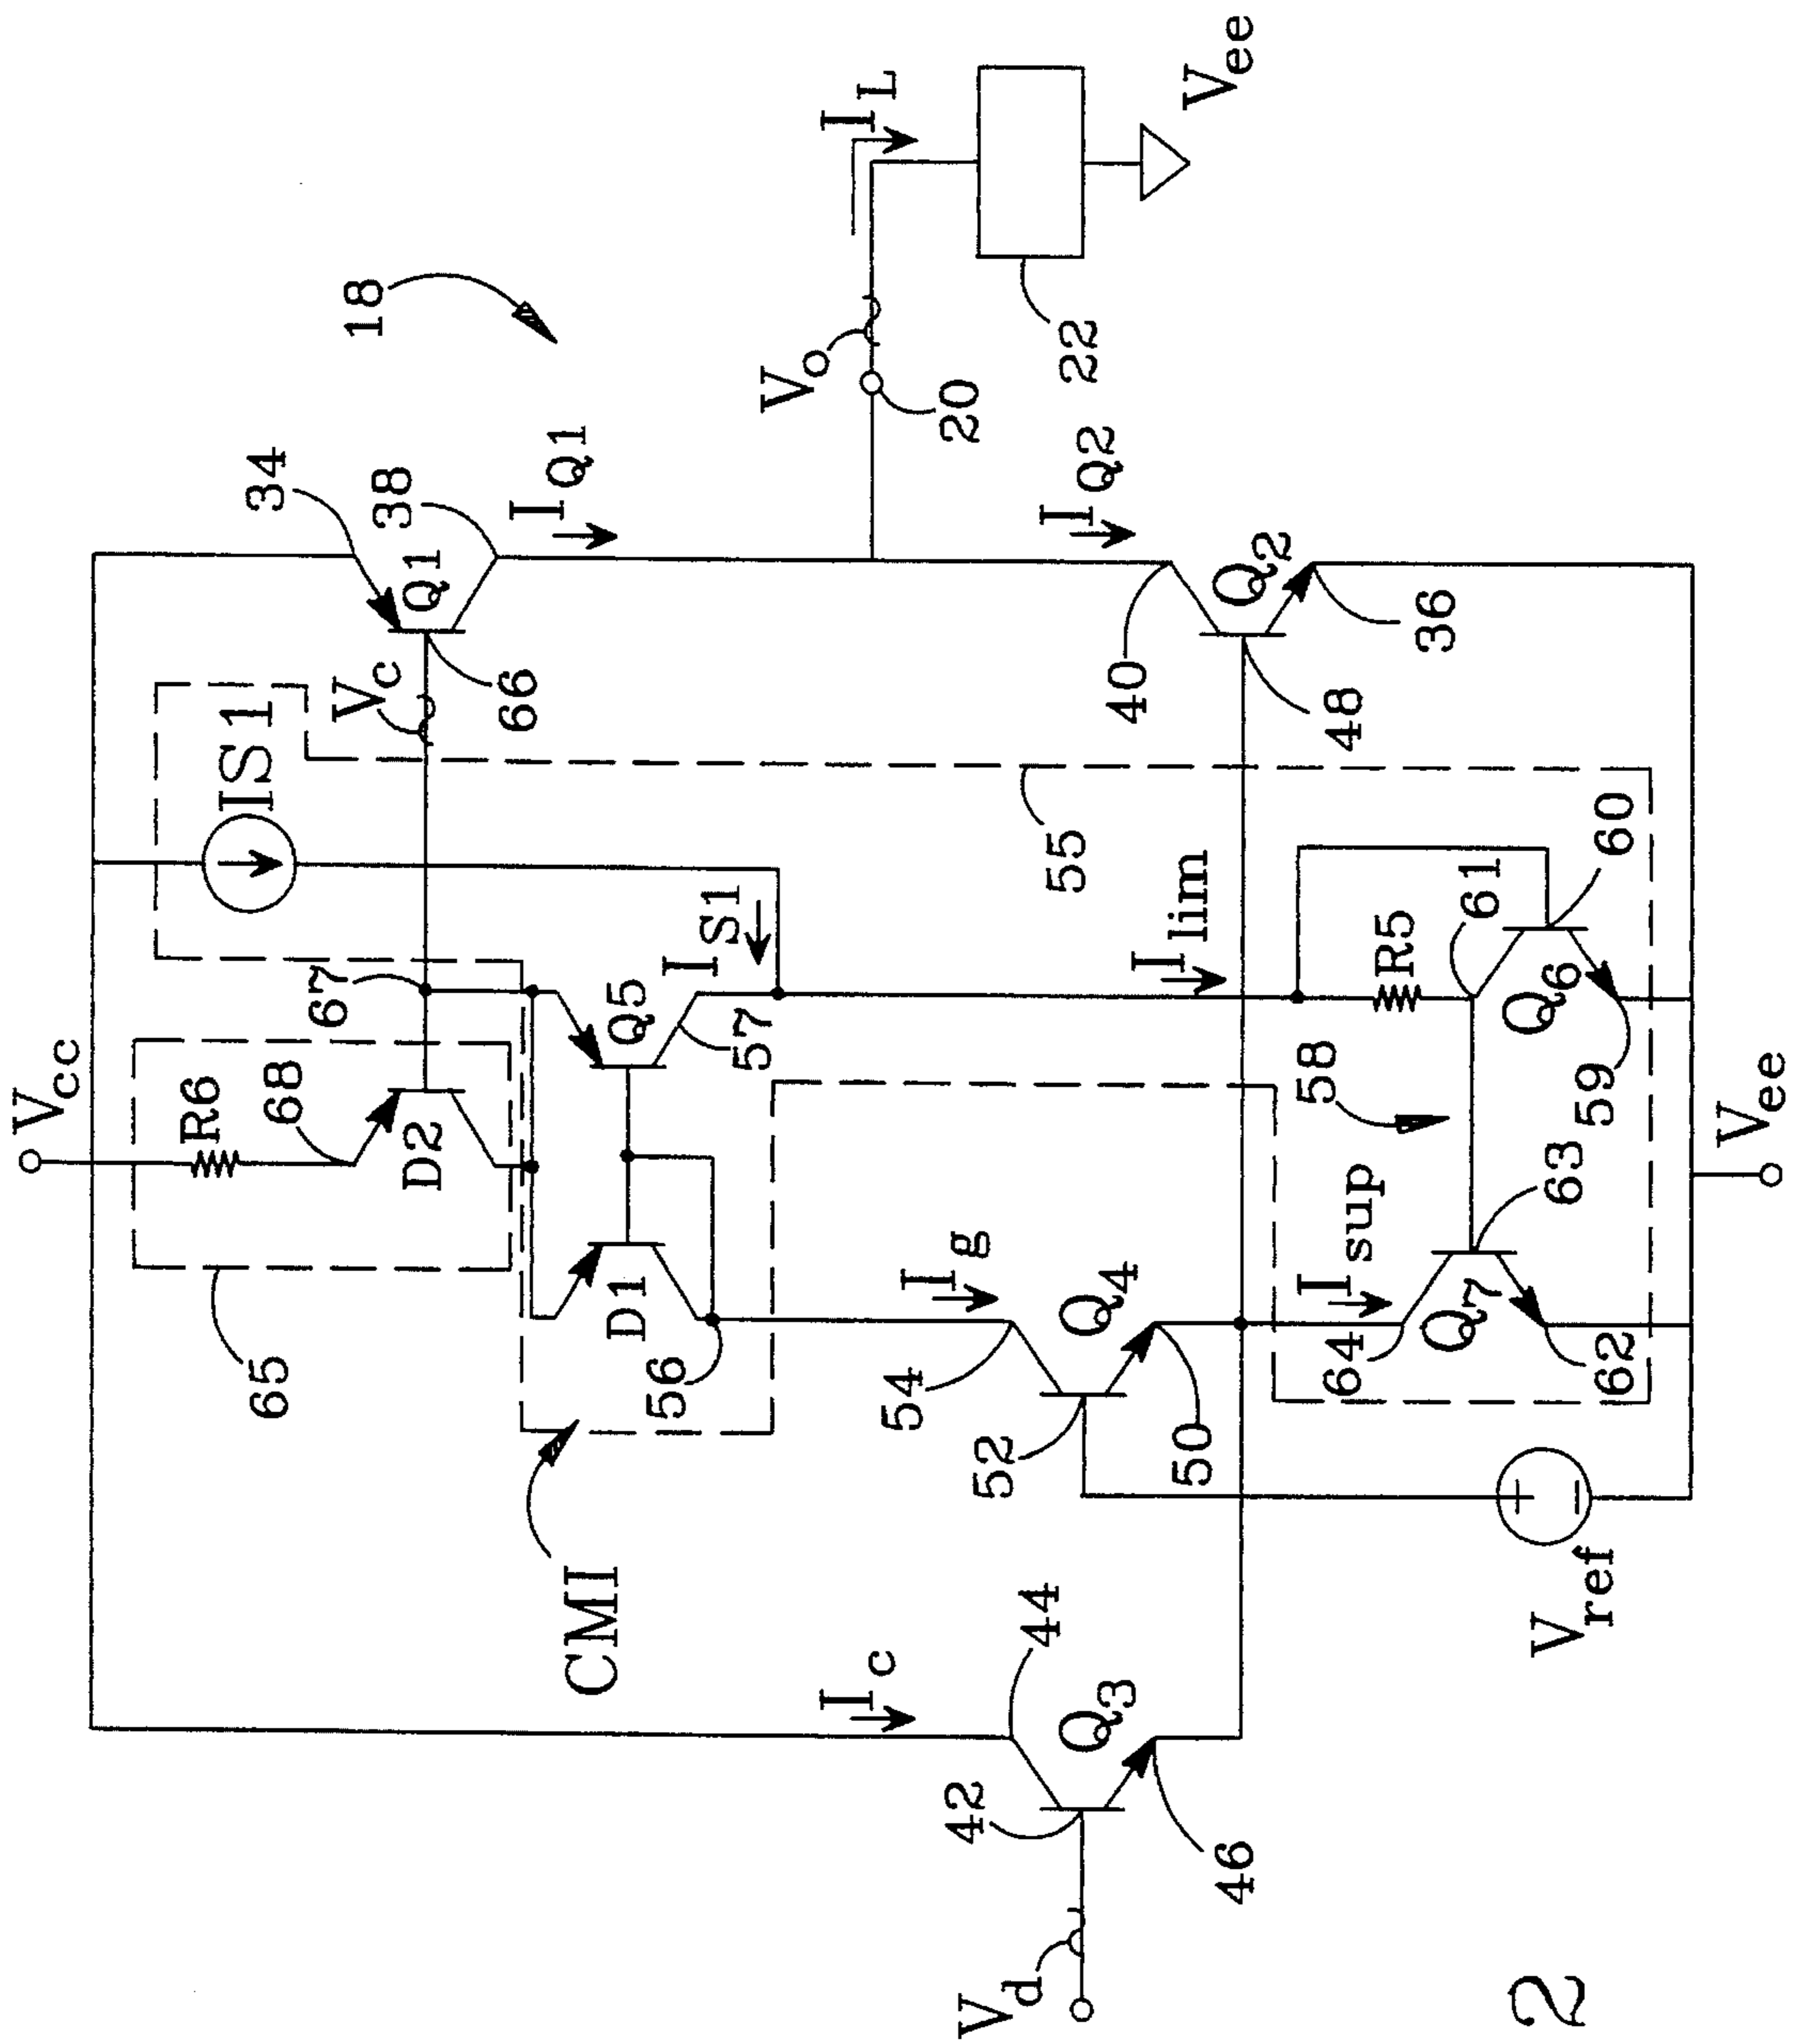 Vcc
18
34
Q1
38
IQ1
Vc
66
IS1
67
R6
68
D2
65
Q5
57
IS1
D1
56
CMI
Vo
20
IL
22
Vee
IQ2
40
Q2
36
48
55
Ilim
61
R5
60
Q6
59
58
Ig
Q4
54
52
50
Isup
63
64
Q7
62
Vee
Vref
Ic
44
Q3
42
46
Vd
2